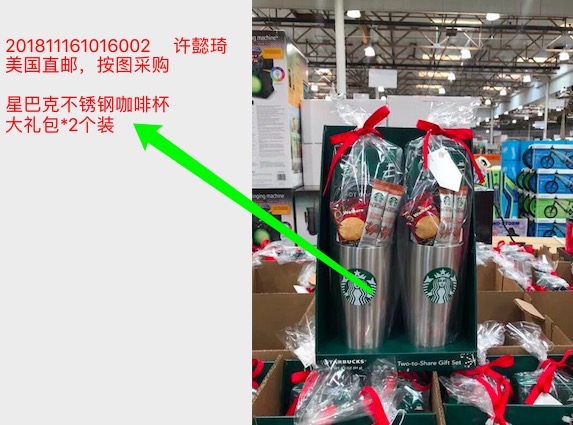 201811161016002 许懿琦
美国直邮，按图采购
星巴克不锈钢咖啡杯
大礼包*2个装
STARBUCKS
Two-to-Share Gift Set